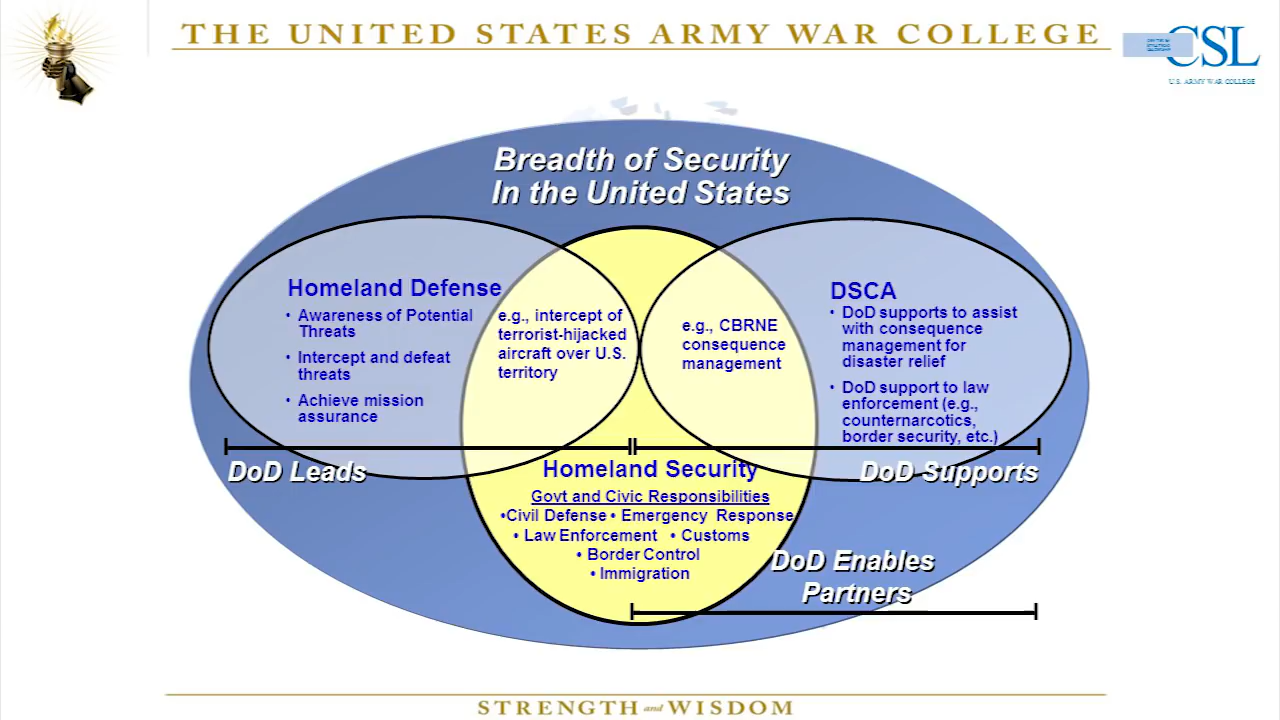 THE UNITED STATES ARMY WAR COLLEGE
CSL
U.S. ARMY WAR COLLEGE
Breadth of Security
In the United States
Homeland Defense
• Awareness of Potential
Threats
• Intercept and defeat
threats
• Achieve mission
assurance
e.g., intercept of
terrorist-hijacked
aircraft over U.S.
territory
e.g., CBRNE
consequence
management
DSCA
• DoD supports to assist
with consequence
management for
disaster relief
• DoD support to law
enforcement (e.g.,
counternarcotics,
border security, etc.)
DoD Leads
DoD Supports
Homeland Security
Govt and Civic Responsibilities
•Civil Defense • Emergency Response
• Law Enforcement • Customs
• Border Control
• Immigration
DoD Enables
Partners
STRENGTH and WISDOM